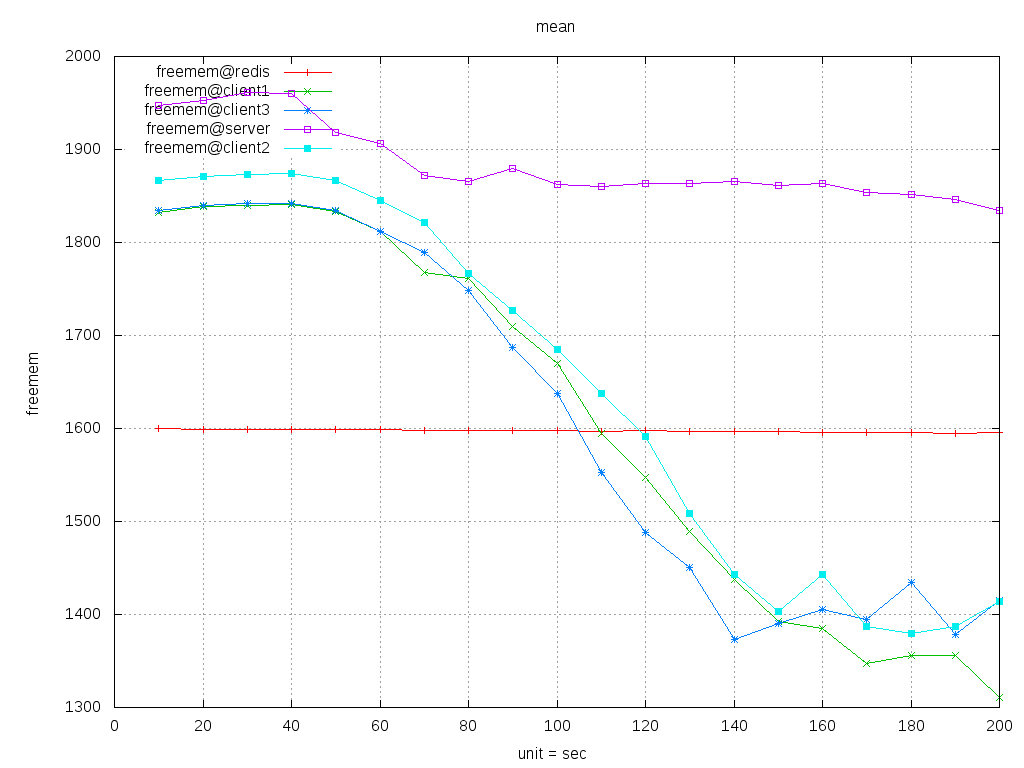 mean
2000
1900
1800
1700
1600
1500
1400
1300
freemem
freemem@redis
freemem@client1
freemem@client3
freemem@server
freemem@client2
0 20 40 60 80 100 120 140 160 180 200
unit = sec